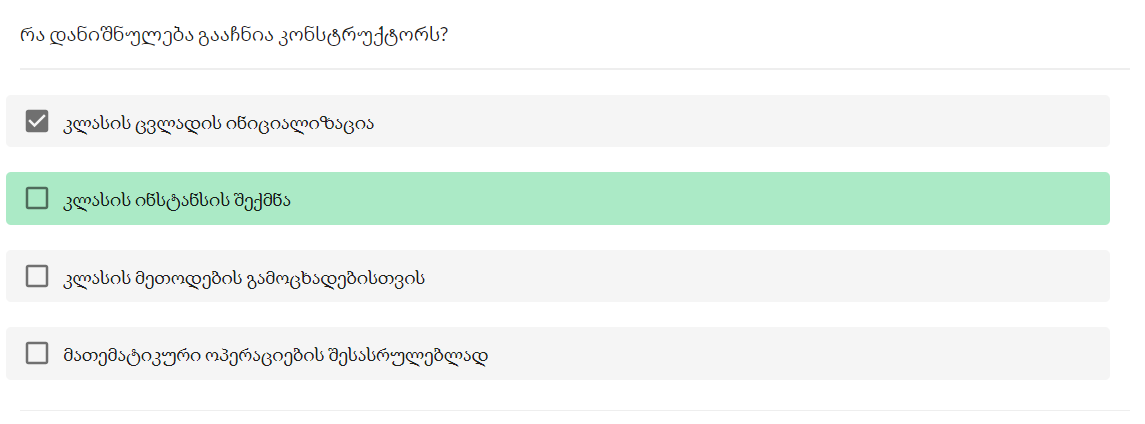 რა დანიშნულება გააჩნია კონსტრუქტორს?
კლასის ცვლადის ინიციალიზაცია
კლასის ინსტანსის შექმნა
კლასის მეთოდების გამოცხადებისთვის
მათემატიკური ოპერაციების შესასრულებლად